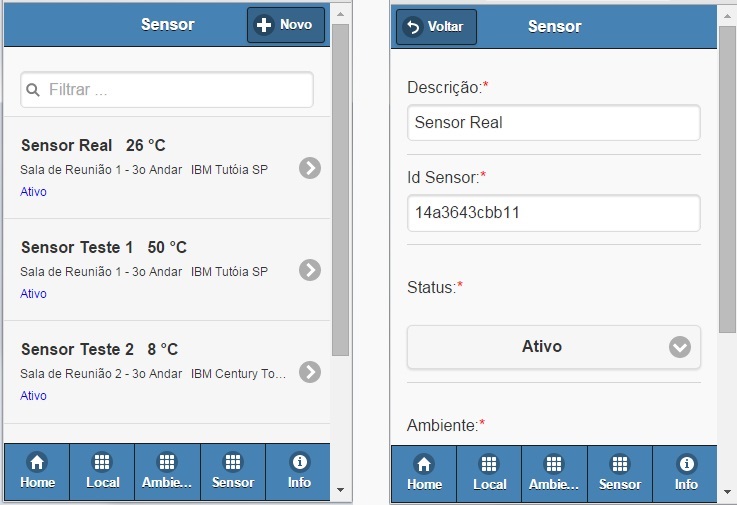 Sensor
Novo
Filtrar ...
Sensor Real 26 °C
Sala de Reunião 1 - 3o Andar IBM Tutóia SP
Ativo
Sensor Teste 1 50 °C
Sala de Reunião 1 - 3o Andar IBM Tutóia SP
Ativo
Sensor Teste 2 8 °C
Sala de Reunião 2 - 3o Andar IBM Century To...
Ativo
Home Local Ambie... Sensor Info
Voltar
Sensor
Descrição:*
Sensor Real
Id Sensor:*
14a3643cbb11
Status:*
Ativo
Ambiente:*
Home Local Ambie... Sensor Info